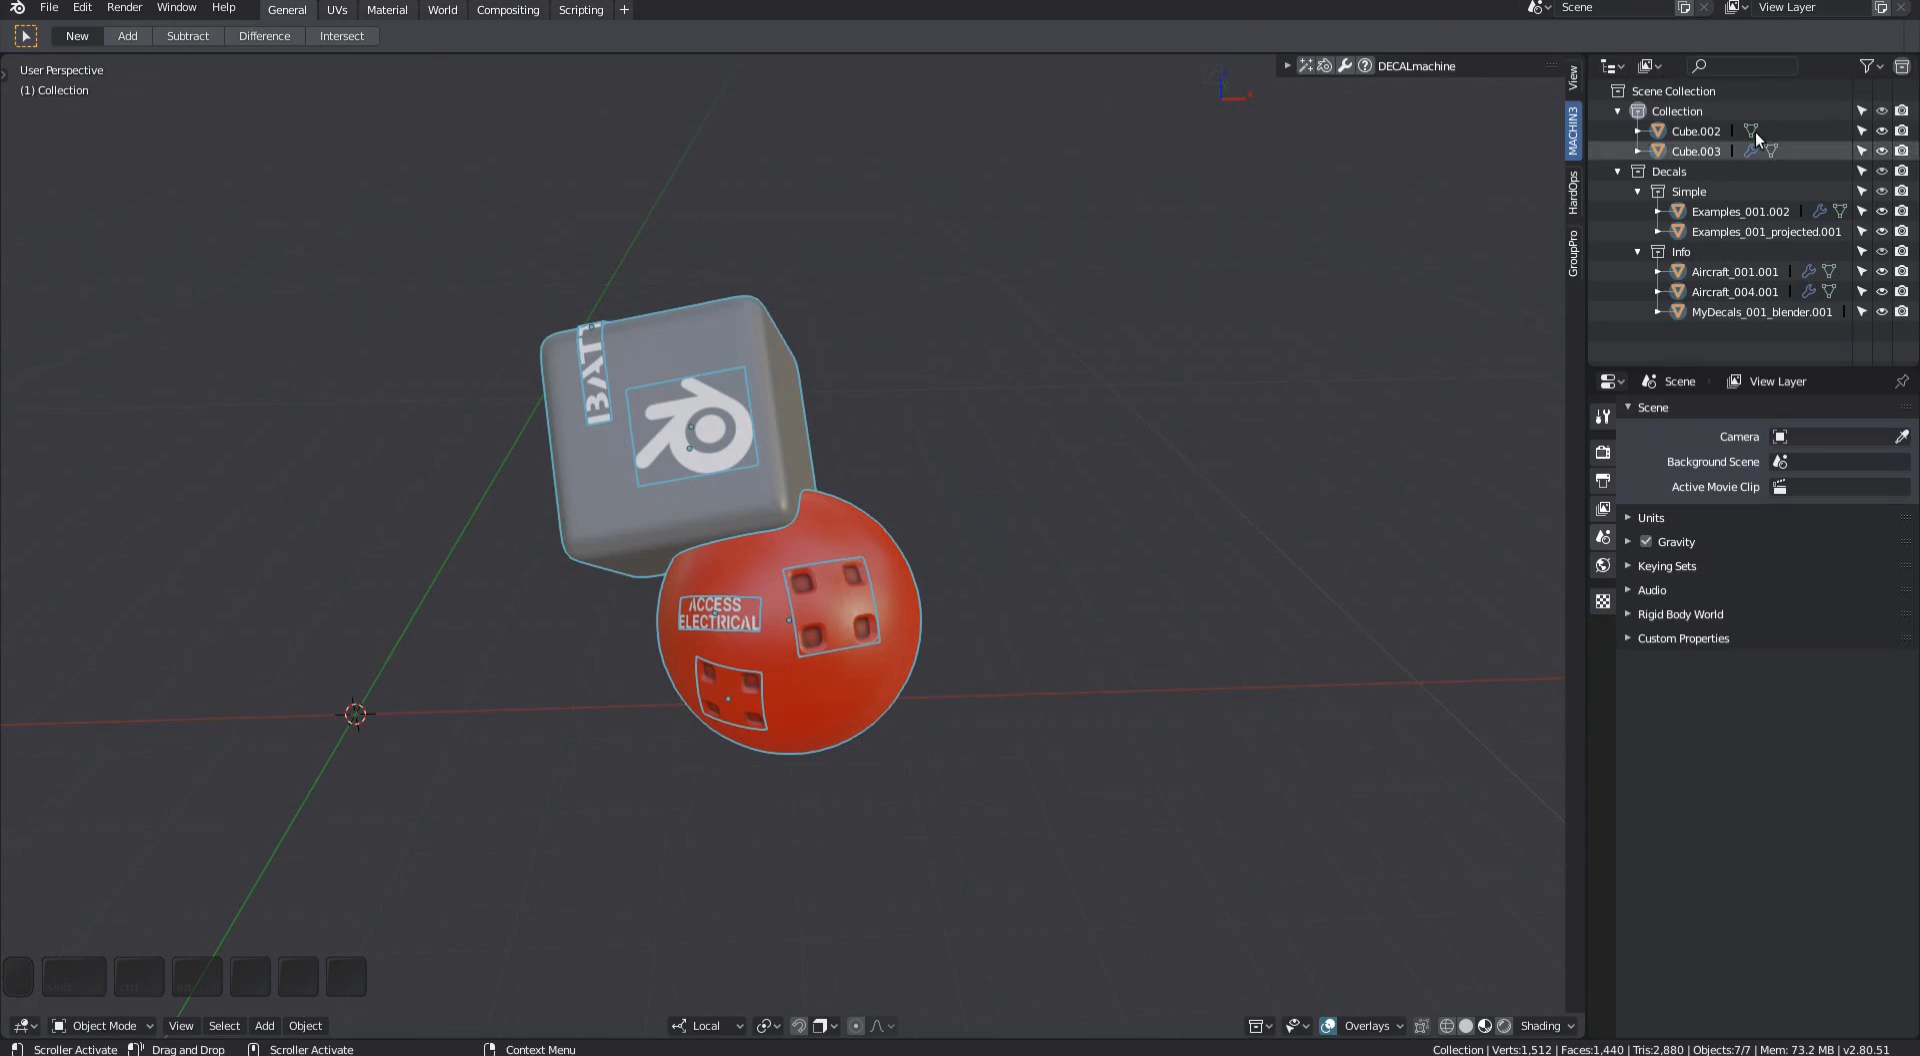 File Edit Render Window Help General UVs Material World Compositing Scripting + Scene View Layer
New Add Subtract Difference Intersect
User Perspective
(1) Collection
DECALmachine
View
MACHIN3
HardOps
GroupPro
Scene Collection
Collection
Cube.002
Cube.003
Decals
Simple
Examples_001.002
Examples_001_projected.001
Info
Aircraft_001.001
Aircraft_004.001
MyDecals_001_blender.001
Scene View Layer
Scene
Camera
Background Scene
Active Movie Clip
Units
Gravity
Keying Sets
Audio
Rigid Body World
Custom Properties
ACCESS
ELECTRICAL
Object Mode View Select Add Object Local Overlays Shading
Scroller Activate Drag and Drop Scroller Activate Context Menu Collection | Verts:1,512 | Faces:1,440 | Tris:2,880 | Objects:7/7 | Mem: 73.2 MB | v2.80.51